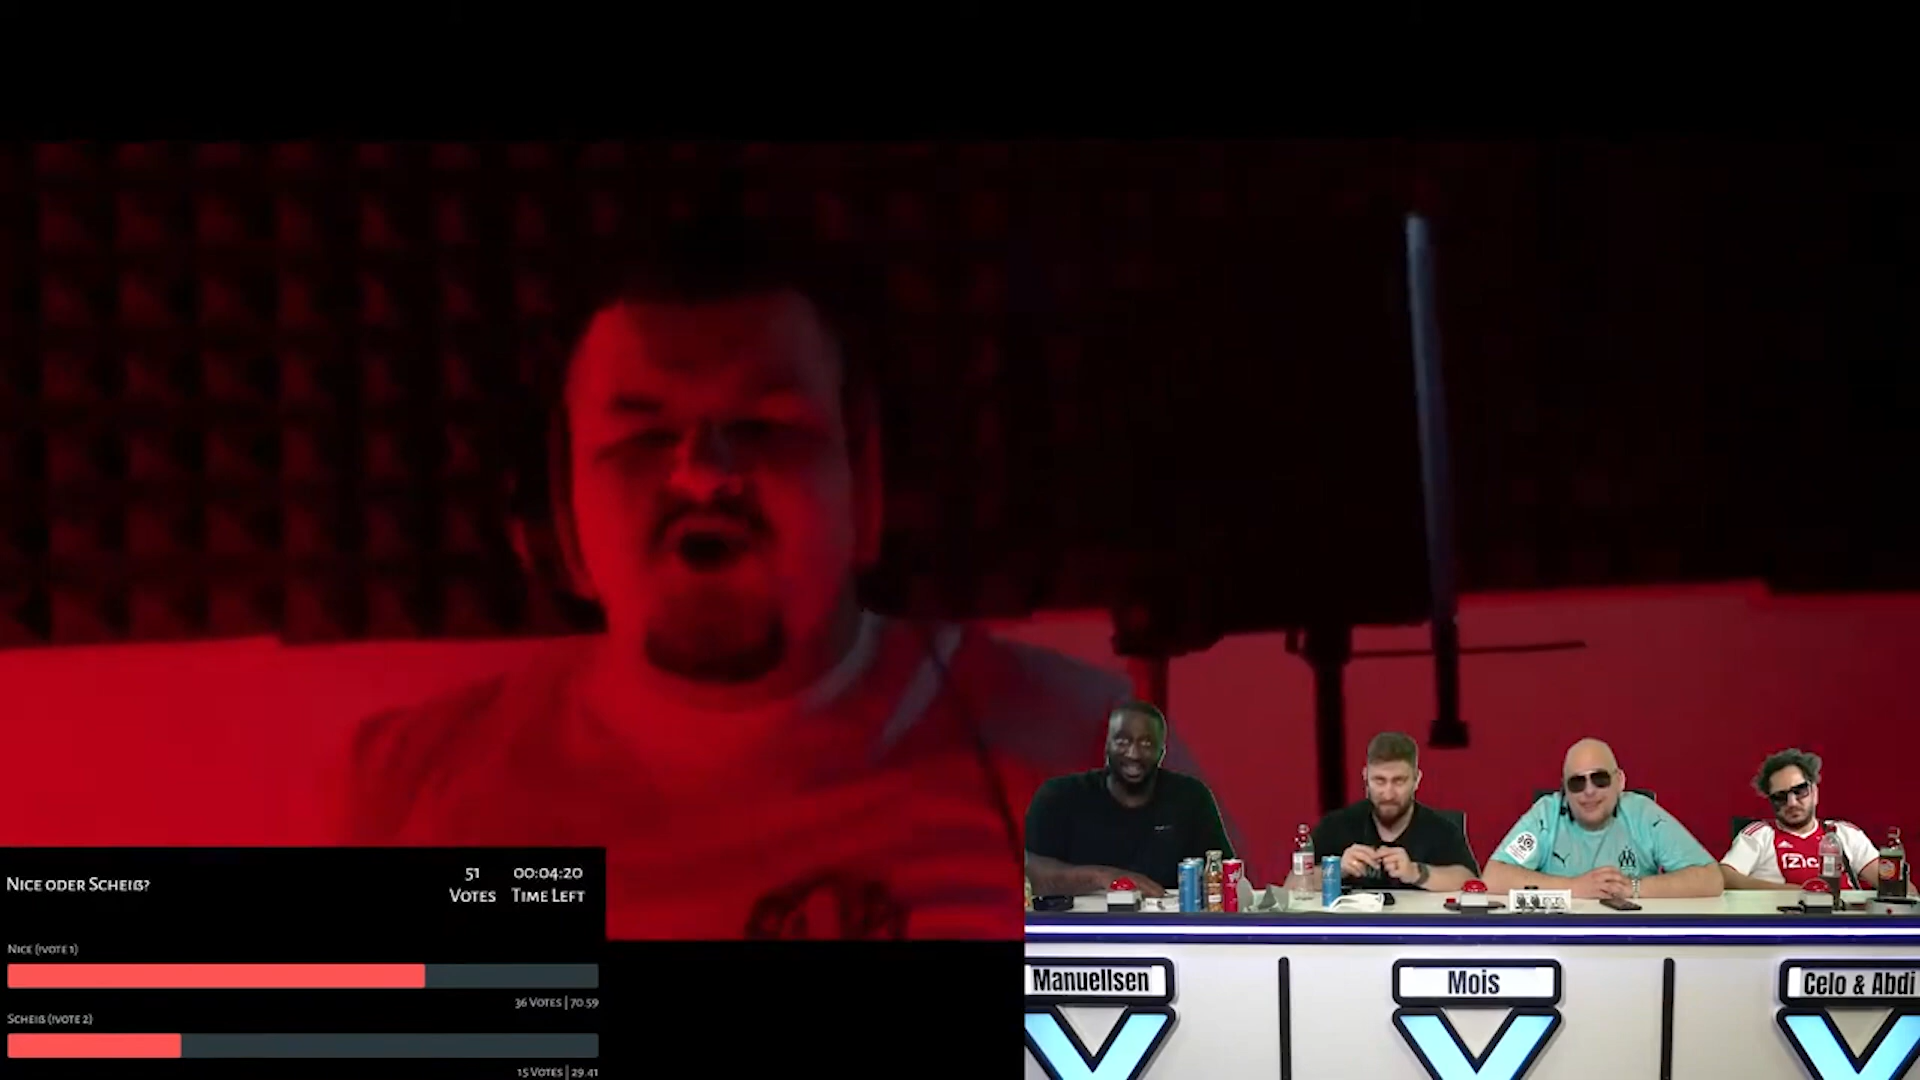 Nice oder Scheiß?
51
Votes
00:04:20
Time Left
Nice (!vote 1)
36 Votes | 70.59
Scheiß (!vote 2)
15 Votes | 29.41
Manuellsen
Mois
Celo & Abdi